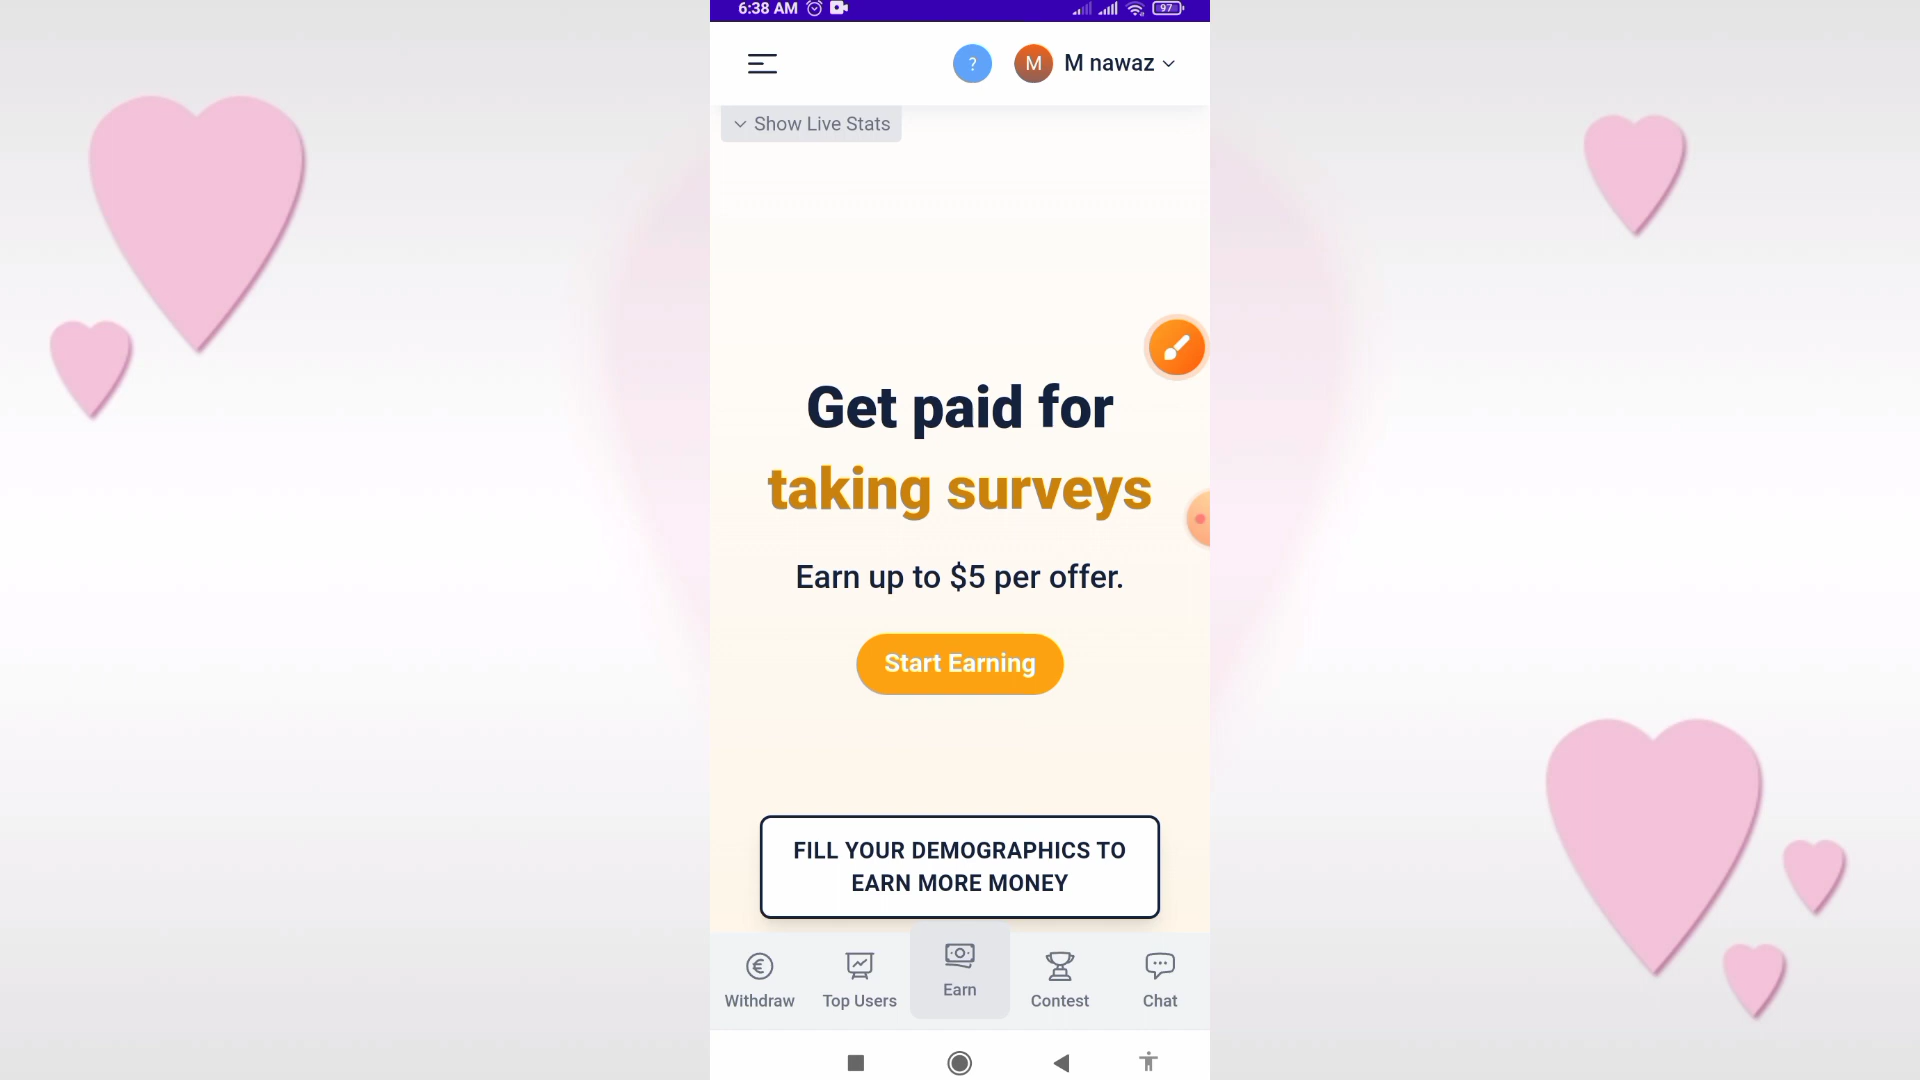 6:38 AM
97
?
M
M nawaz
Show Live Stats
Get paid for
taking surveys
Earn up to $5 per offer.
Start Earning
FILL YOUR DEMOGRAPHICS TO
EARN MORE MONEY
€
Withdraw
Top Users
Earn
Contest
Chat